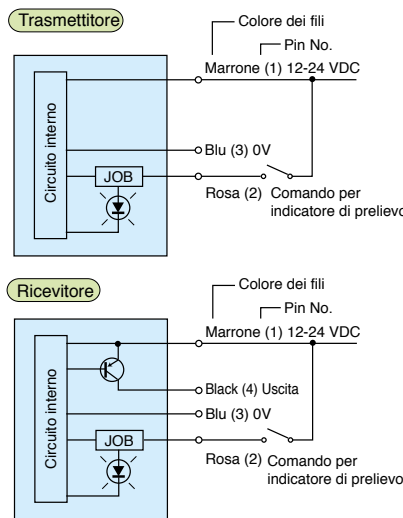 Trasmettitore
Colore dei fili
Pin No.
Marrone (1) 12-24 VDC
Circuito interno
Blu (3) 0V
JOB
Rosa (2) Comando per
indicatore di prelievo
Ricevitore
Colore dei fili
Pin No.
Marrone (1) 12-24 VDC
Circuito interno
Black (4) Uscita
Blu (3) 0V
JOB
Rosa (2) Comando per
indicatore di prelievo